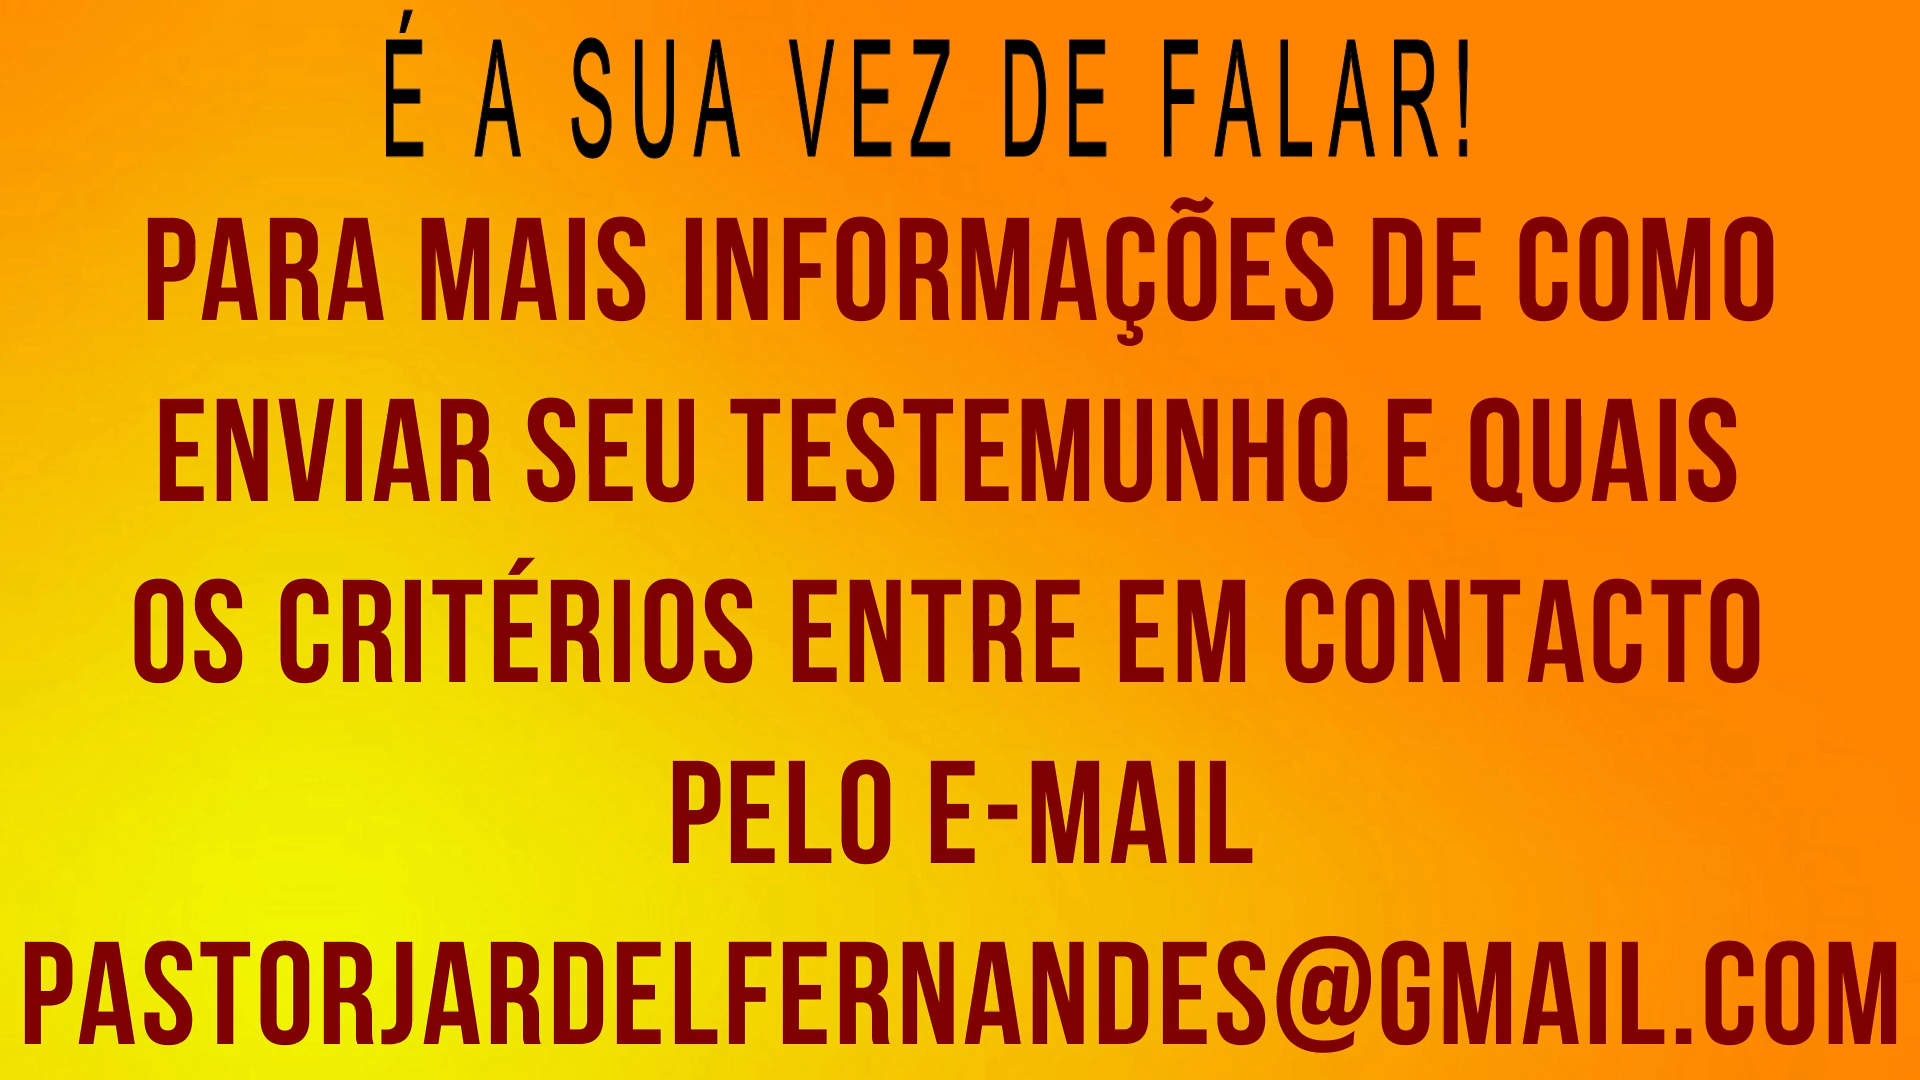 É A SUA VEZ DE FALAR!
PARA MAIS INFORMAÇÕES DE COMO
ENVIAR SEU TESTEMUNHO E QUAIS
OS CRITÉRIOS ENTRE EM CONTACTO
PELO E-MAIL
PASTORJARDELFERNANDES@GMAIL.COM